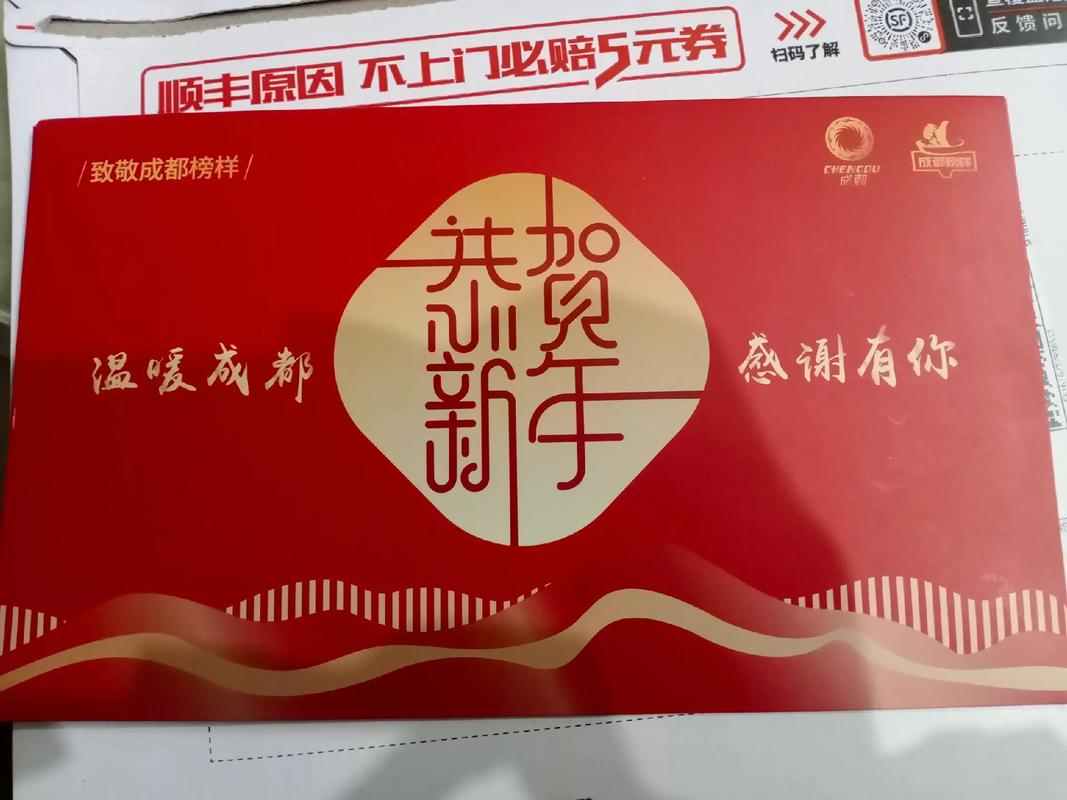 顺丰原因 不上门必赔5元券
扫码了解
SF
反馈问
/致敬成都榜样/
CHENGDU
成都
成都榜样
恭贺
新年
温暖成都
感谢有你